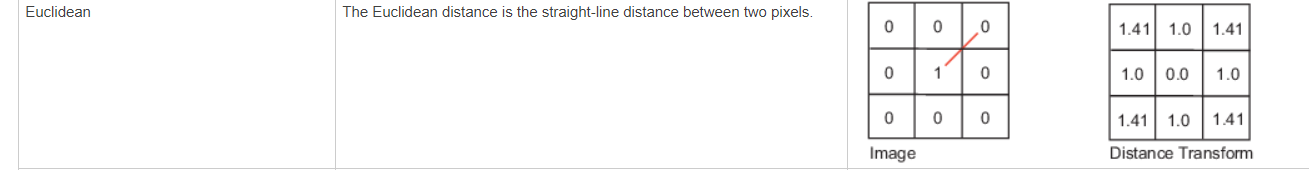 Euclidean
The Euclidean distance is the straight-line distance between two pixels.
0 0 0
0 1 0
0 0 0
Image
1.41 1.0 1.41
1.0 0.0 1.0
1.41 1.0 1.41
Distance Transform